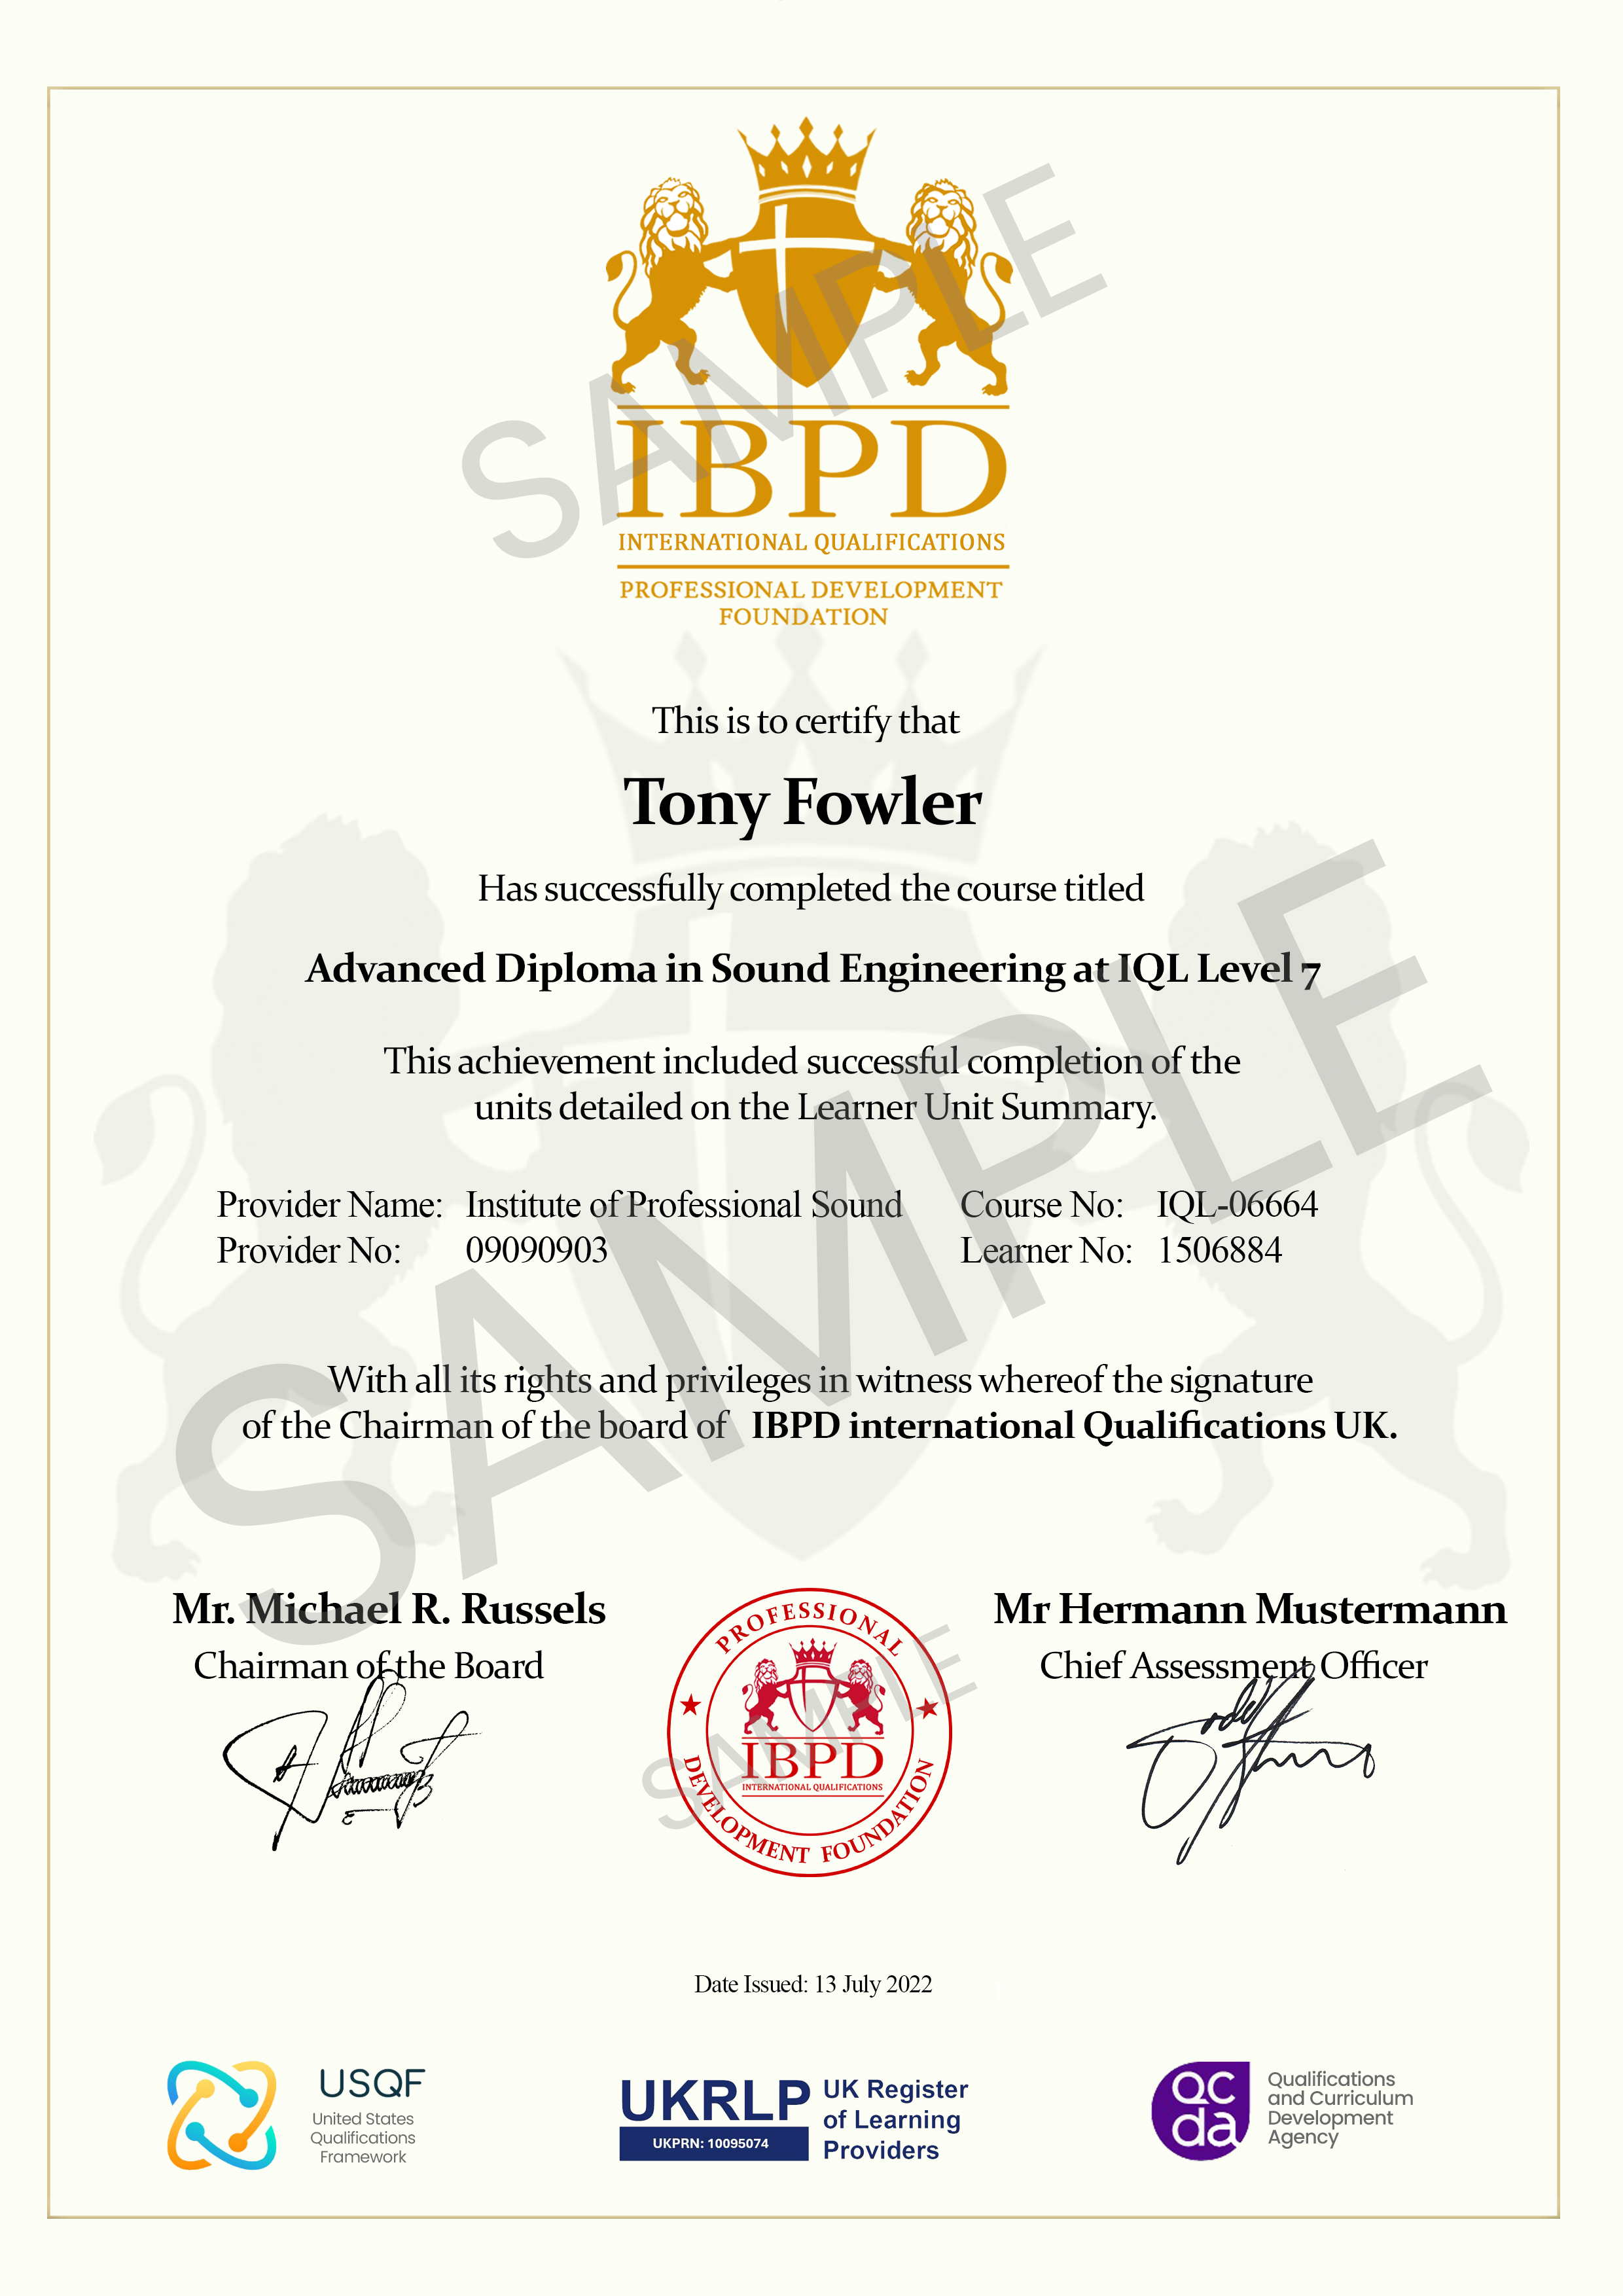 SAMPLE
IBPD
INTERNATIONAL QUALIFICATIONS
PROFESSIONAL DEVELOPMENT
FOUNDATION
This is to certify that
Tony Fowler
Has successfully completed the course titled
Advanced Diploma in Sound Engineering at IQL Level 7
This achievement included successful completion of the
units detailed on the Learner Unit Summary.
SAMPLE
Provider Name: Institute of Professional Sound Course No: IQL-06664
Provider No: 09090903 Learner No: 1506884
With all its rights and privileges in witness whereof the signature
of the Chairman of the board of IBPD international Qualifications UK.
Mr. Michael R. Russels
Chairman of the Board
PROFESSIONAL
IBPD
INTERNATIONAL QUALIFICATIONS
DEVELOPMENT FOUNDATION
SAMPLE
Mr Hermann Mustermann
Chief Assessment Officer
Date Issued: 13 July 2022
USQF
United States
Qualifications
Framework
UKRLP
UKPRN: 10095074
UK Register
of Learning
Providers
QC
da
Qualifications
and Curriculum
Development
Agency